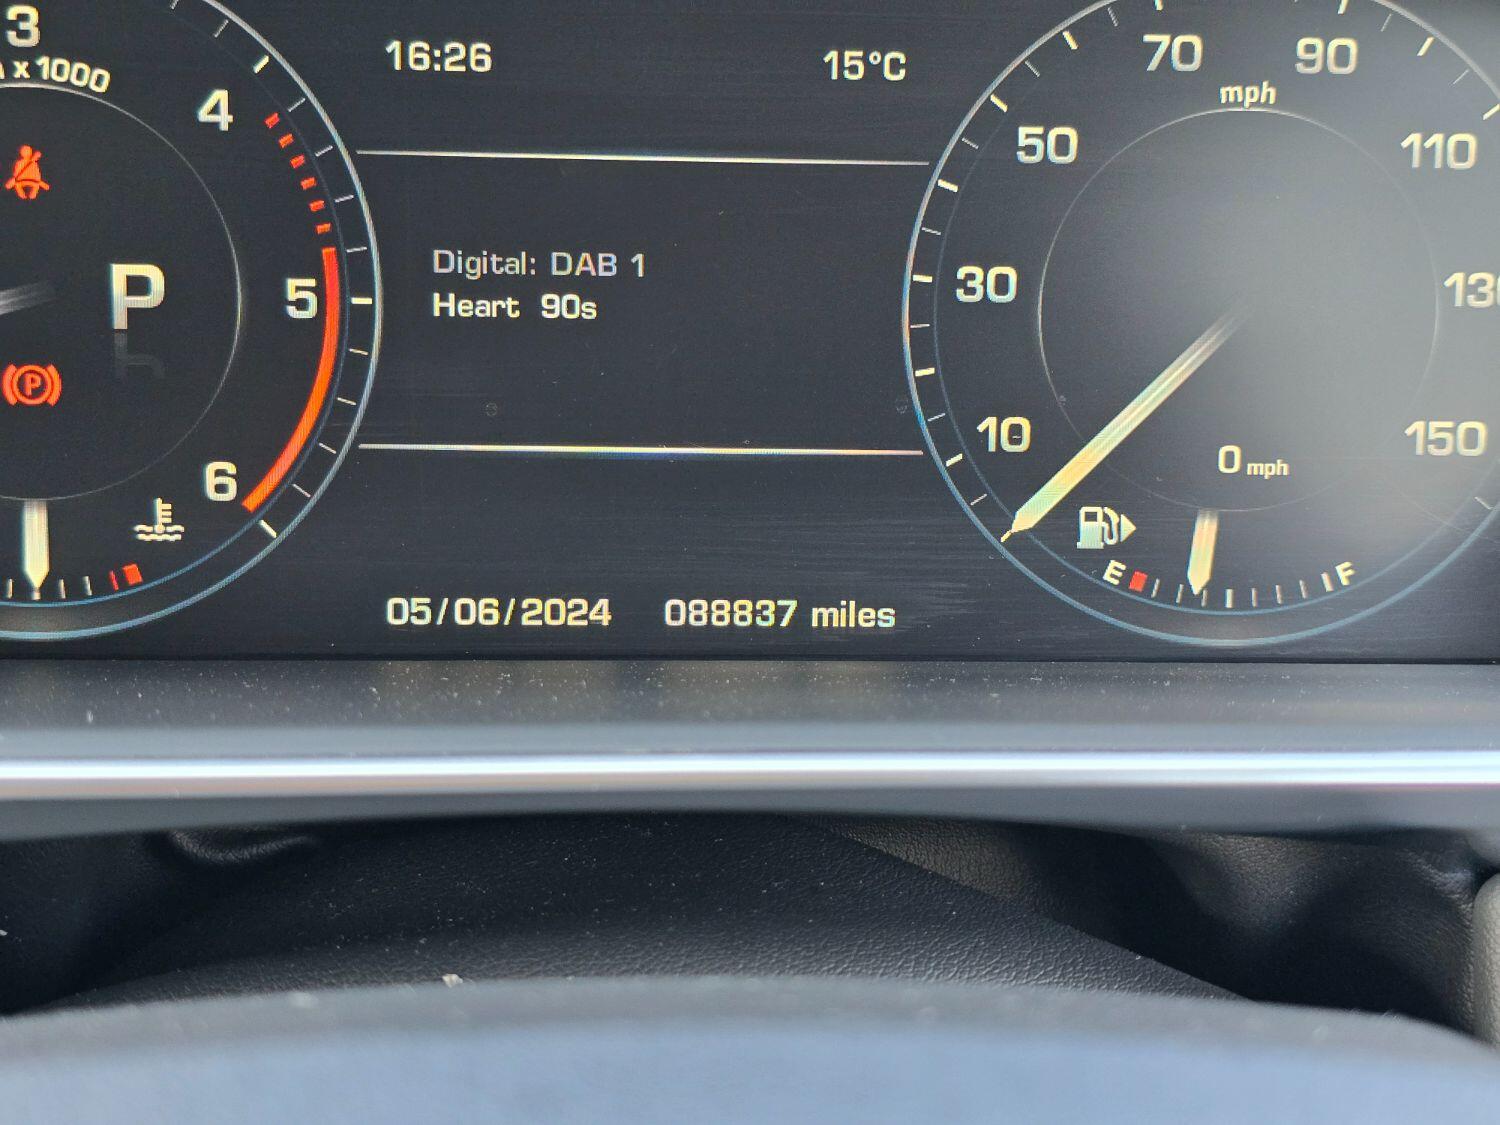 3
x 1000
4
5
6
P
P
16:26
15°C
Digital: DAB 1
Heart 90s
05/06/2024 088837 miles
70
90
mph
50
110
30
10
150
0 mph
E
F